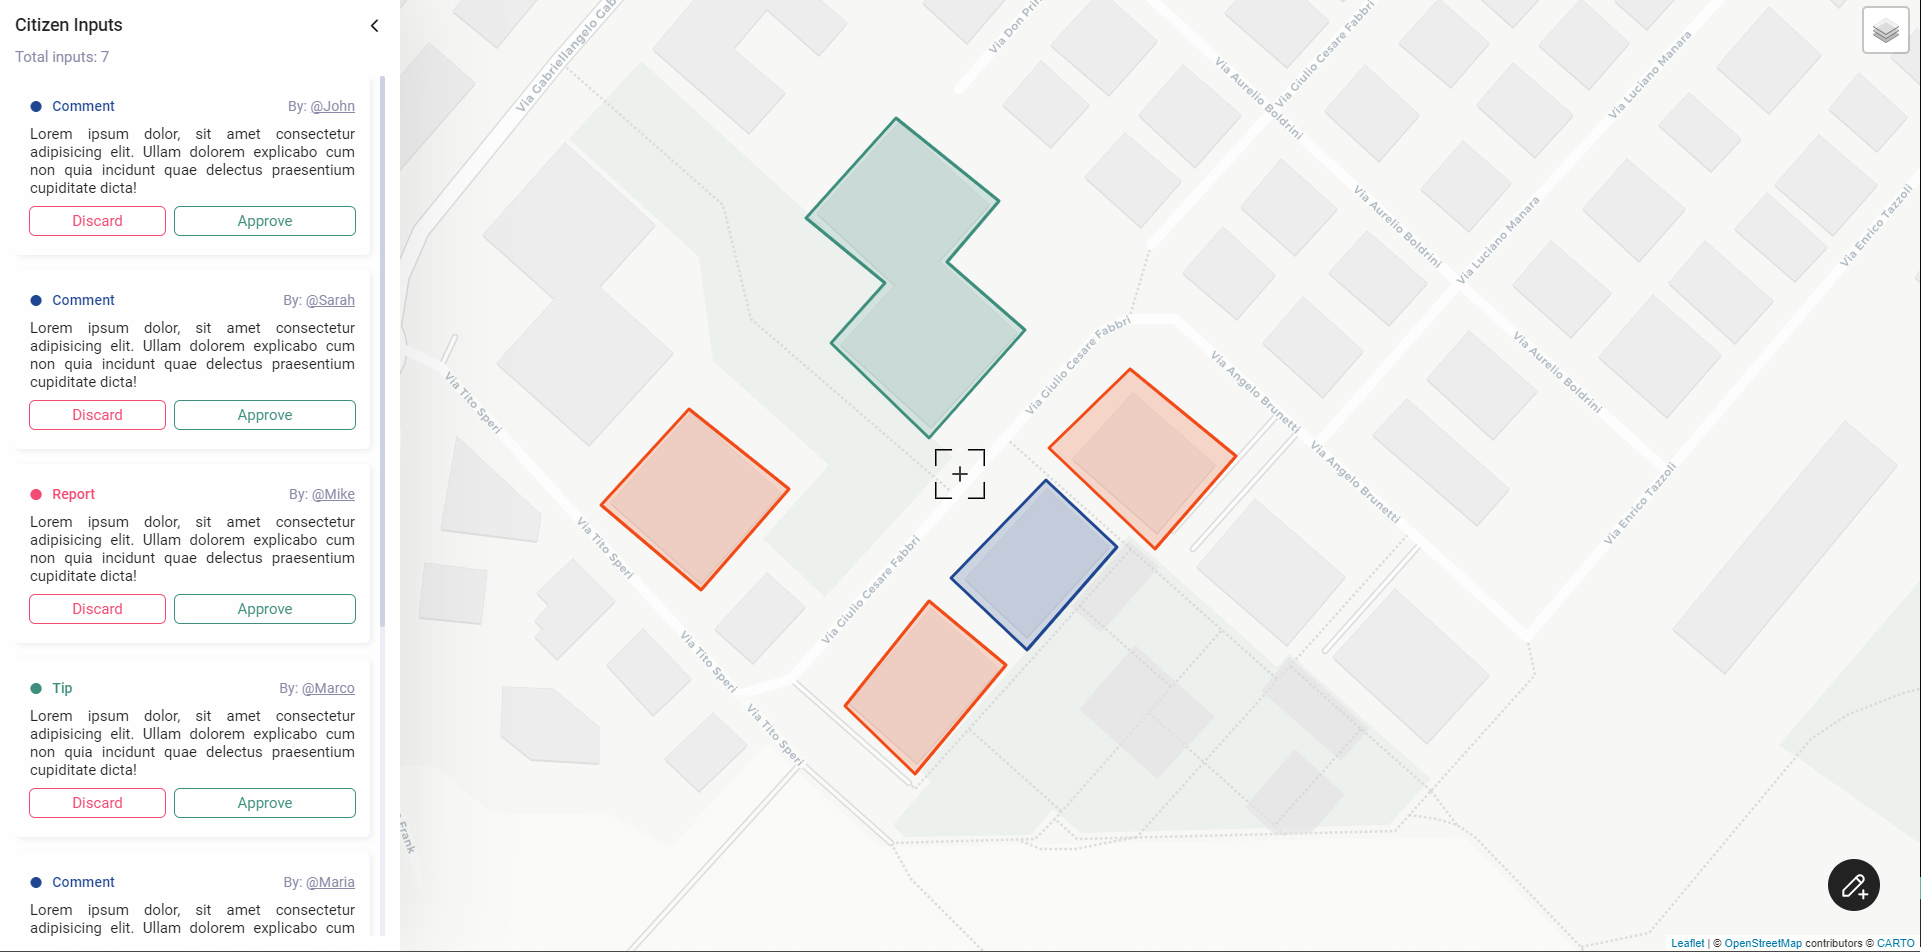 Citizen Inputs
Total inputs: 7
Comment
By: @John
Lorem ipsum dolor, sit amet consectetur
adipisicing elit. Ullam dolorem explicabo cum
non quia incidunt quae delectus praesentium
cupiditate dicta!
Discard
Approve
Comment
By: @Sarah
Lorem ipsum dolor, sit amet consectetur
adipisicing elit. Ullam dolorem explicabo cum
non quia incidunt quae delectus praesentium
cupiditate dicta!
Discard
Approve
Report
By: @Mike
Lorem ipsum dolor, sit amet consectetur
adipisicing elit. Ullam dolorem explicabo cum
non quia incidunt quae delectus praesentium
cupiditate dicta!
Discard
Approve
Tip
By: @Marco
Lorem ipsum dolor, sit amet consectetur
adipisicing elit. Ullam dolorem explicabo cum
non quia incidunt quae delectus praesentium
cupiditate dicta!
Discard
Approve
Comment
By: @Maria
Lorem ipsum dolor, sit amet consectetur
adipisicing elit. Ullam dolorem explicabo cum
Via Gabriellangelo Gab
Via Don Prin
Via Aurelio Boldrini
Via Giulio Cesare Fabbri
Via Luciano Manara
Via Aurelio Boldrini
Via Luciano Manara
Via Enrico Tazzoli
Via Giulio Cesare Fabbri
Via Angelo Brunetti
Via Aurelio Boldrini
Via Tito Speri
Via Angelo Brunetti
Via Enrico Tazzoli
Via Tito Speri
Via Giulio Cesare Fabbri
Via Tito Speri
Via Tito Speri
Frank
Leaflet | © OpenStreetMap contributors © CARTO